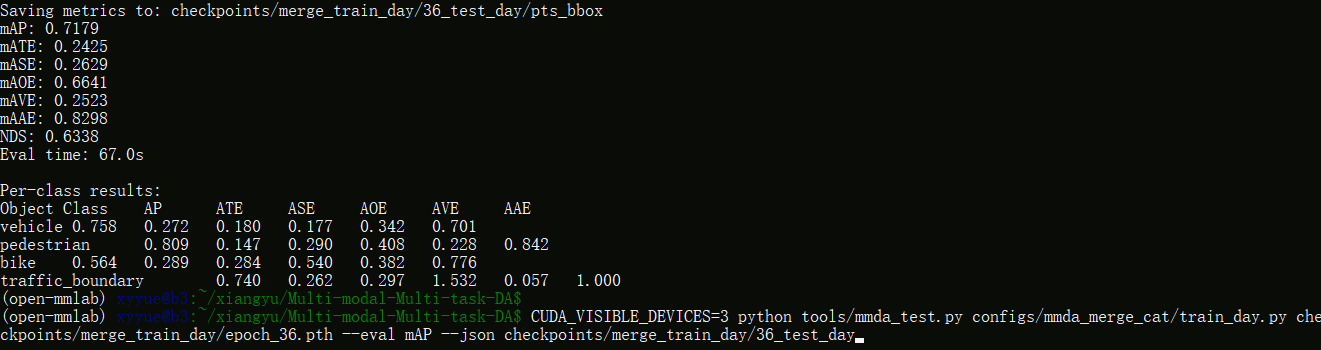 Saving metrics to: checkpoints/merge_train_day/36_test_day/pts_bbox
mAP: 0.7179
mATE: 0.2425
mASE: 0.2629
mAOE: 0.6641
mAVE: 0.2523
mAAE: 0.8298
NDS: 0.6338
Eval time: 67.0s

Per-class results:
Object Class    AP      ATE     ASE     AOE     AVE     AAE
vehicle 0.758   0.272   0.180   0.177   0.342   0.701
pedestrian      0.809   0.147   0.290   0.408   0.228   0.842
bike    0.564   0.289   0.284   0.540   0.382   0.776
traffic_boundary        0.740   0.262   0.297   1.532   0.057   1.000
(open-mmlab) xyyue@b3:~/xiangyu/Multi-modal-Multi-task-DA$
(open-mmlab) xyyue@b3:~/xiangyu/Multi-modal-Multi-task-DA$ CUDA_VISIBLE_DEVICES=3 python tools/mmda_test.py configs/mmda_merge_cat/train_day.py che
ckpoints/merge_train_day/epoch_36.pth --eval mAP --json checkpoints/merge_train_day/36_test_day